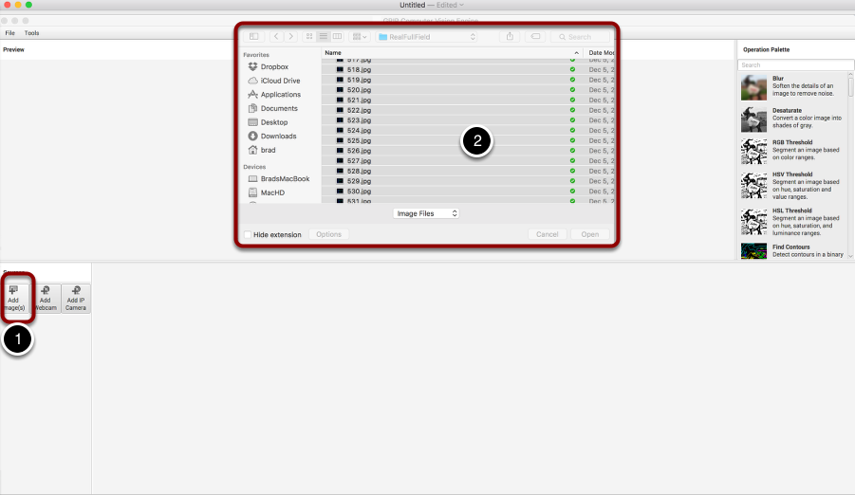 Untitled — Edited
GRIP Computer Vision Engine
File Tools
Preview
RealFullField
Search
Favorites
Dropbox
iCloud Drive
Applications
Documents
Desktop
Downloads
brad
Devices
BradsMacBook
MacHD
Name Date Mod
517.jpg Dec 5, 2
518.jpg Dec 5, 2
519.jpg Dec 5, 2
520.jpg Dec 5, 2
521.jpg Dec 5, 2
522.jpg Dec 5, 2
523.jpg Dec 5, 2
524.jpg Dec 5, 2
525.jpg Dec 5, 2
526.jpg Dec 5, 2
527.jpg Dec 5, 2
528.jpg Dec 5, 2
529.jpg Dec 5, 2
530.jpg Dec 5, 2
531.jpg Dec 5, 2
2
Image Files
Hide extension Options Cancel Open
Operation Palette
Search
Blur
Soften the details of an
image to remove noise.
Desaturate
Convert a color image into
shades of gray.
RGB Threshold
Segment an image based
on color ranges.
HSV Threshold
Segment an image based
on hue, saturation and
value ranges.
HSL Threshold
Segment an image based
on hue, saturation, and
luminance ranges.
Find Contours
Detect contours in a binary
Add
Image(s)
Add
Webcam
Add IP
Camera
1